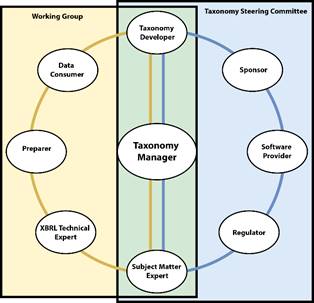 Working Group
Taxonomy Steering Committee
Taxonomy
Developer
Data
Consumer
Sponsor
Preparer
Taxonomy
Manager
Software
Provider
XBRL Technical
Expert
Regulator
Subject Matter
Expert